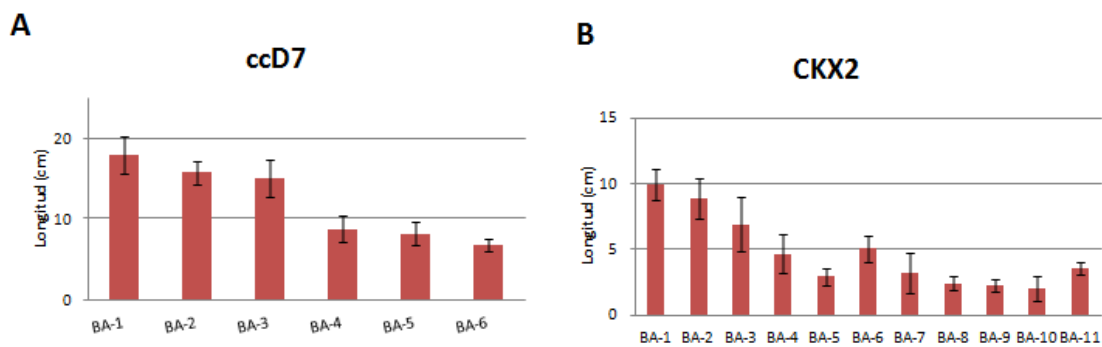 A
ccD7
Longitud (cm)
20
10
0
BA-1 BA-2 BA-3 BA-4 BA-5 BA-6
B
CKX2
Longitud (cm)
15
10
5
0
BA-1 BA-2 BA-3 BA-4 BA-5 BA-6 BA-7 BA-8 BA-9 BA-10 BA-11